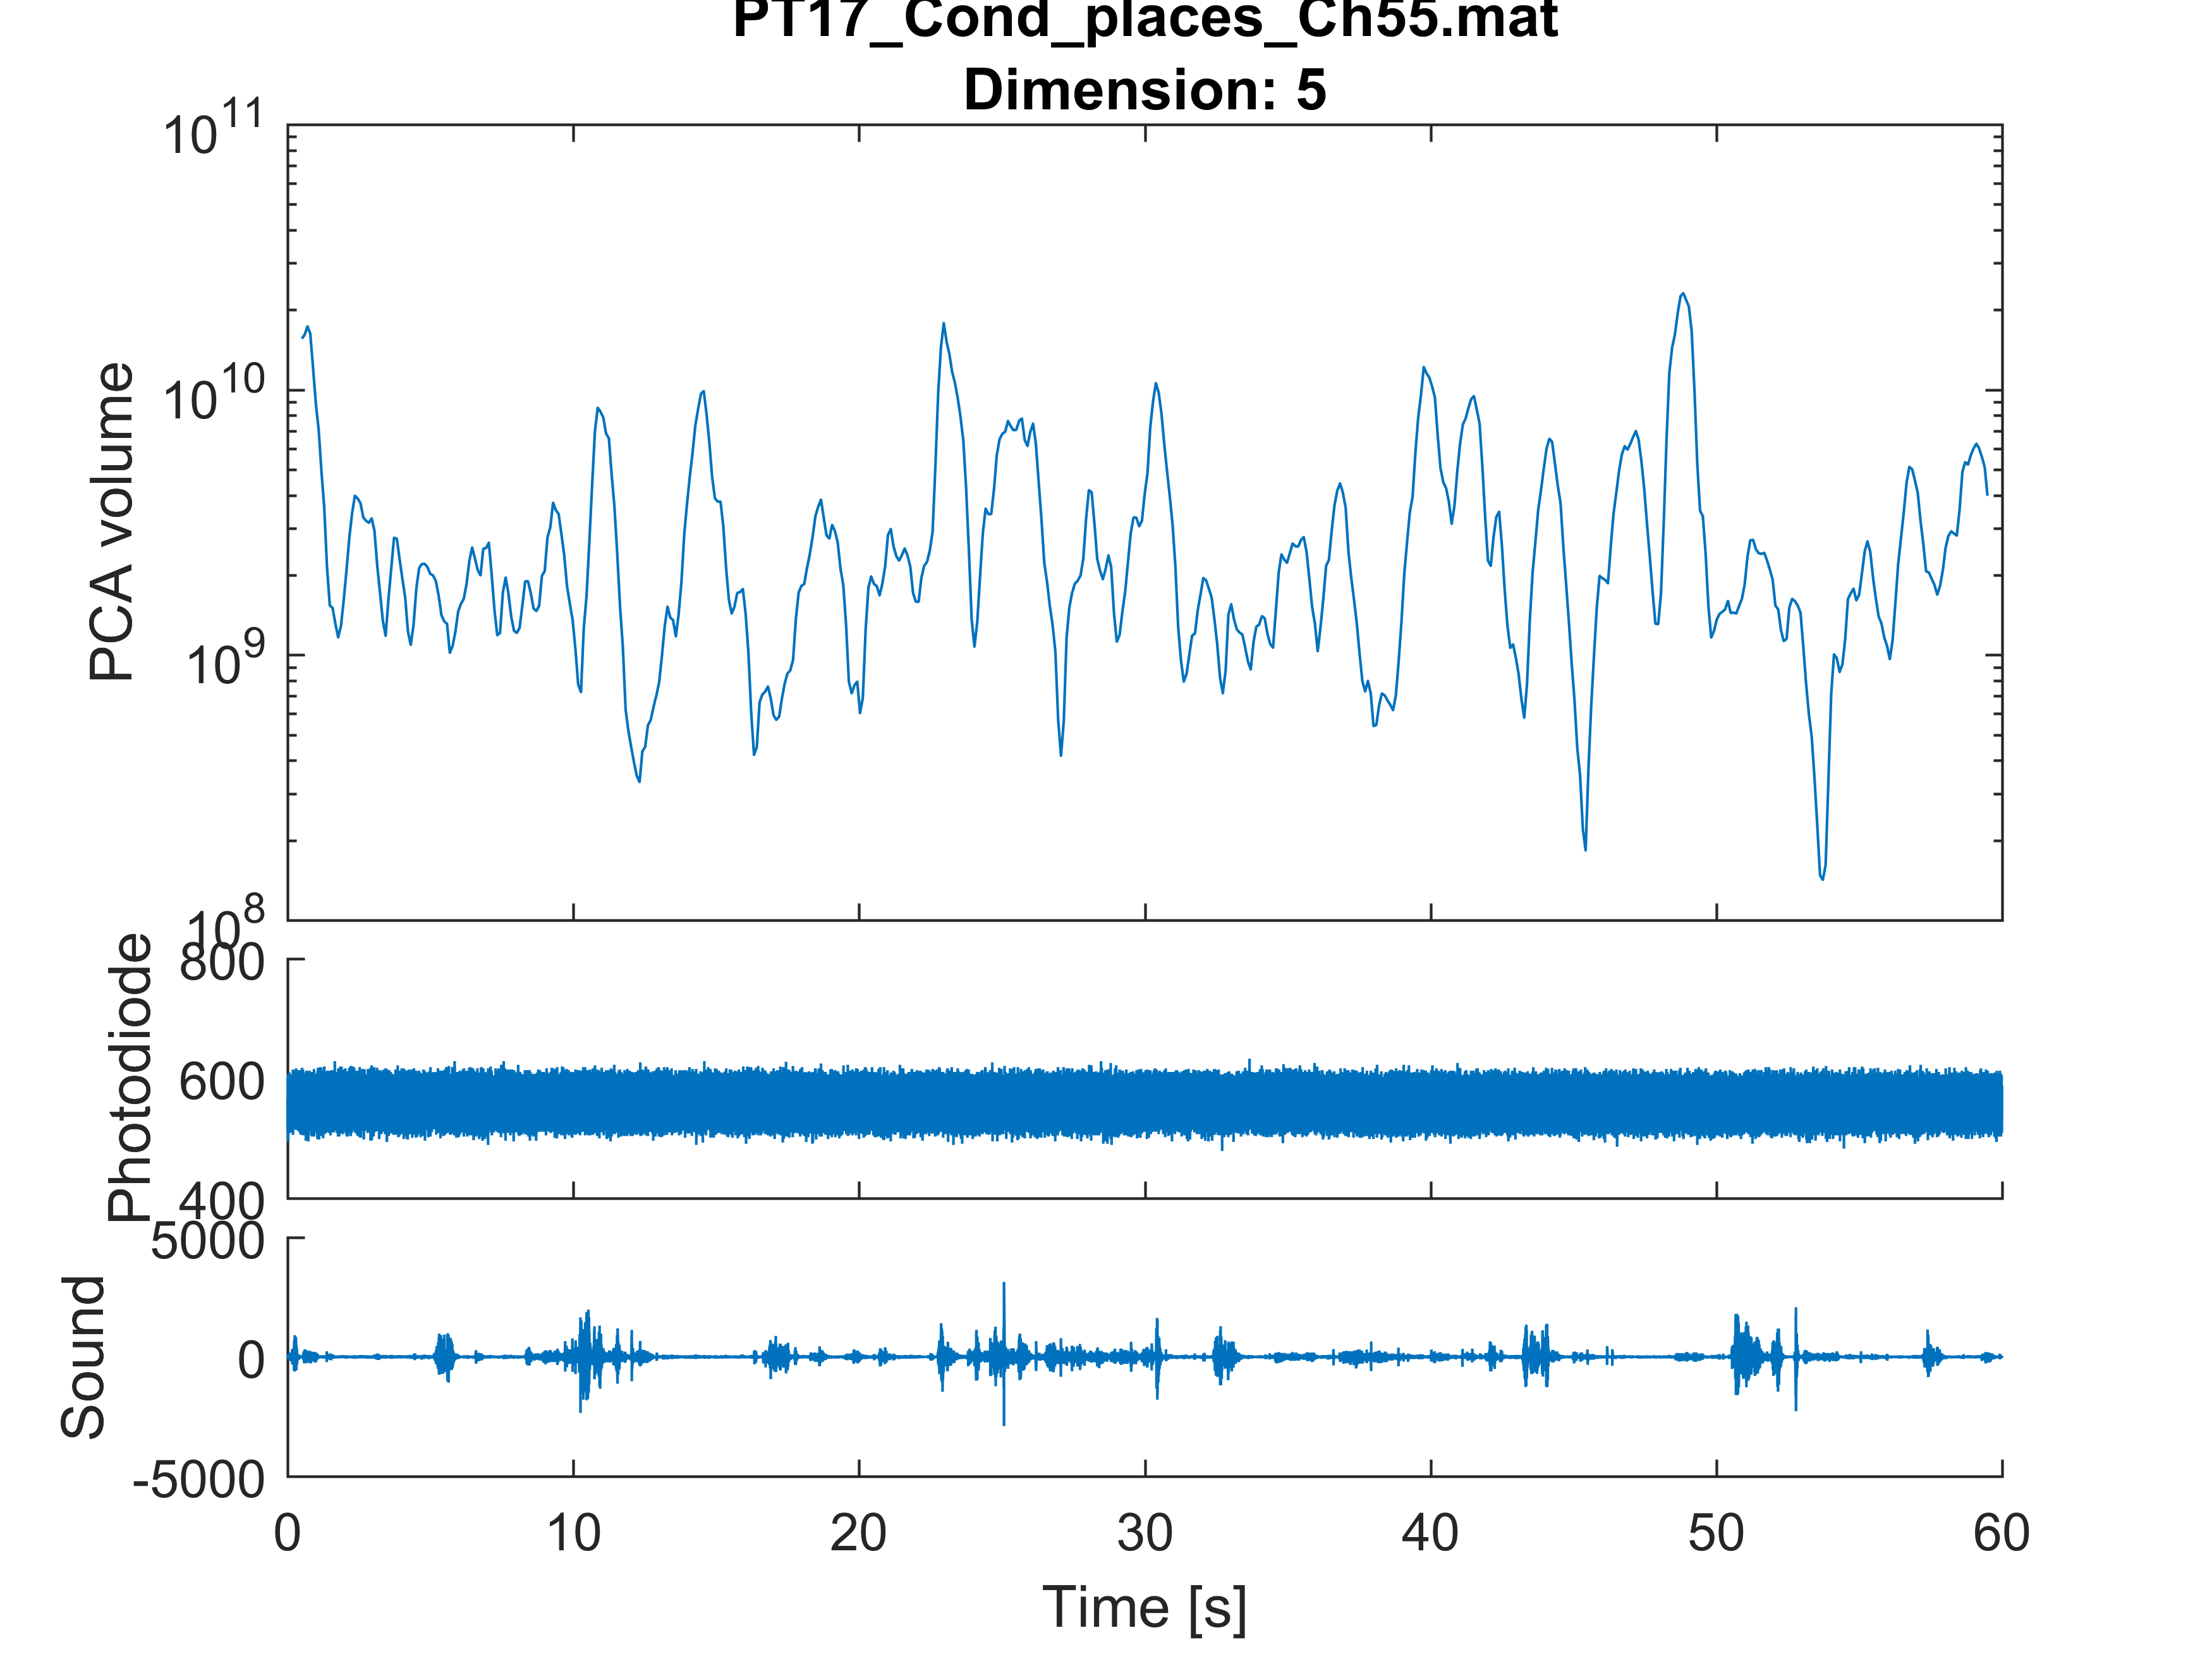 PT17_Cond_places_Ch55.mat
Dimension: 5
10^11
10^10
10^9
10^8
PCA volume
800
600
400
Photodiode
5000
0
-5000
Sound
0 10 20 30 40 50 60
Time [s]